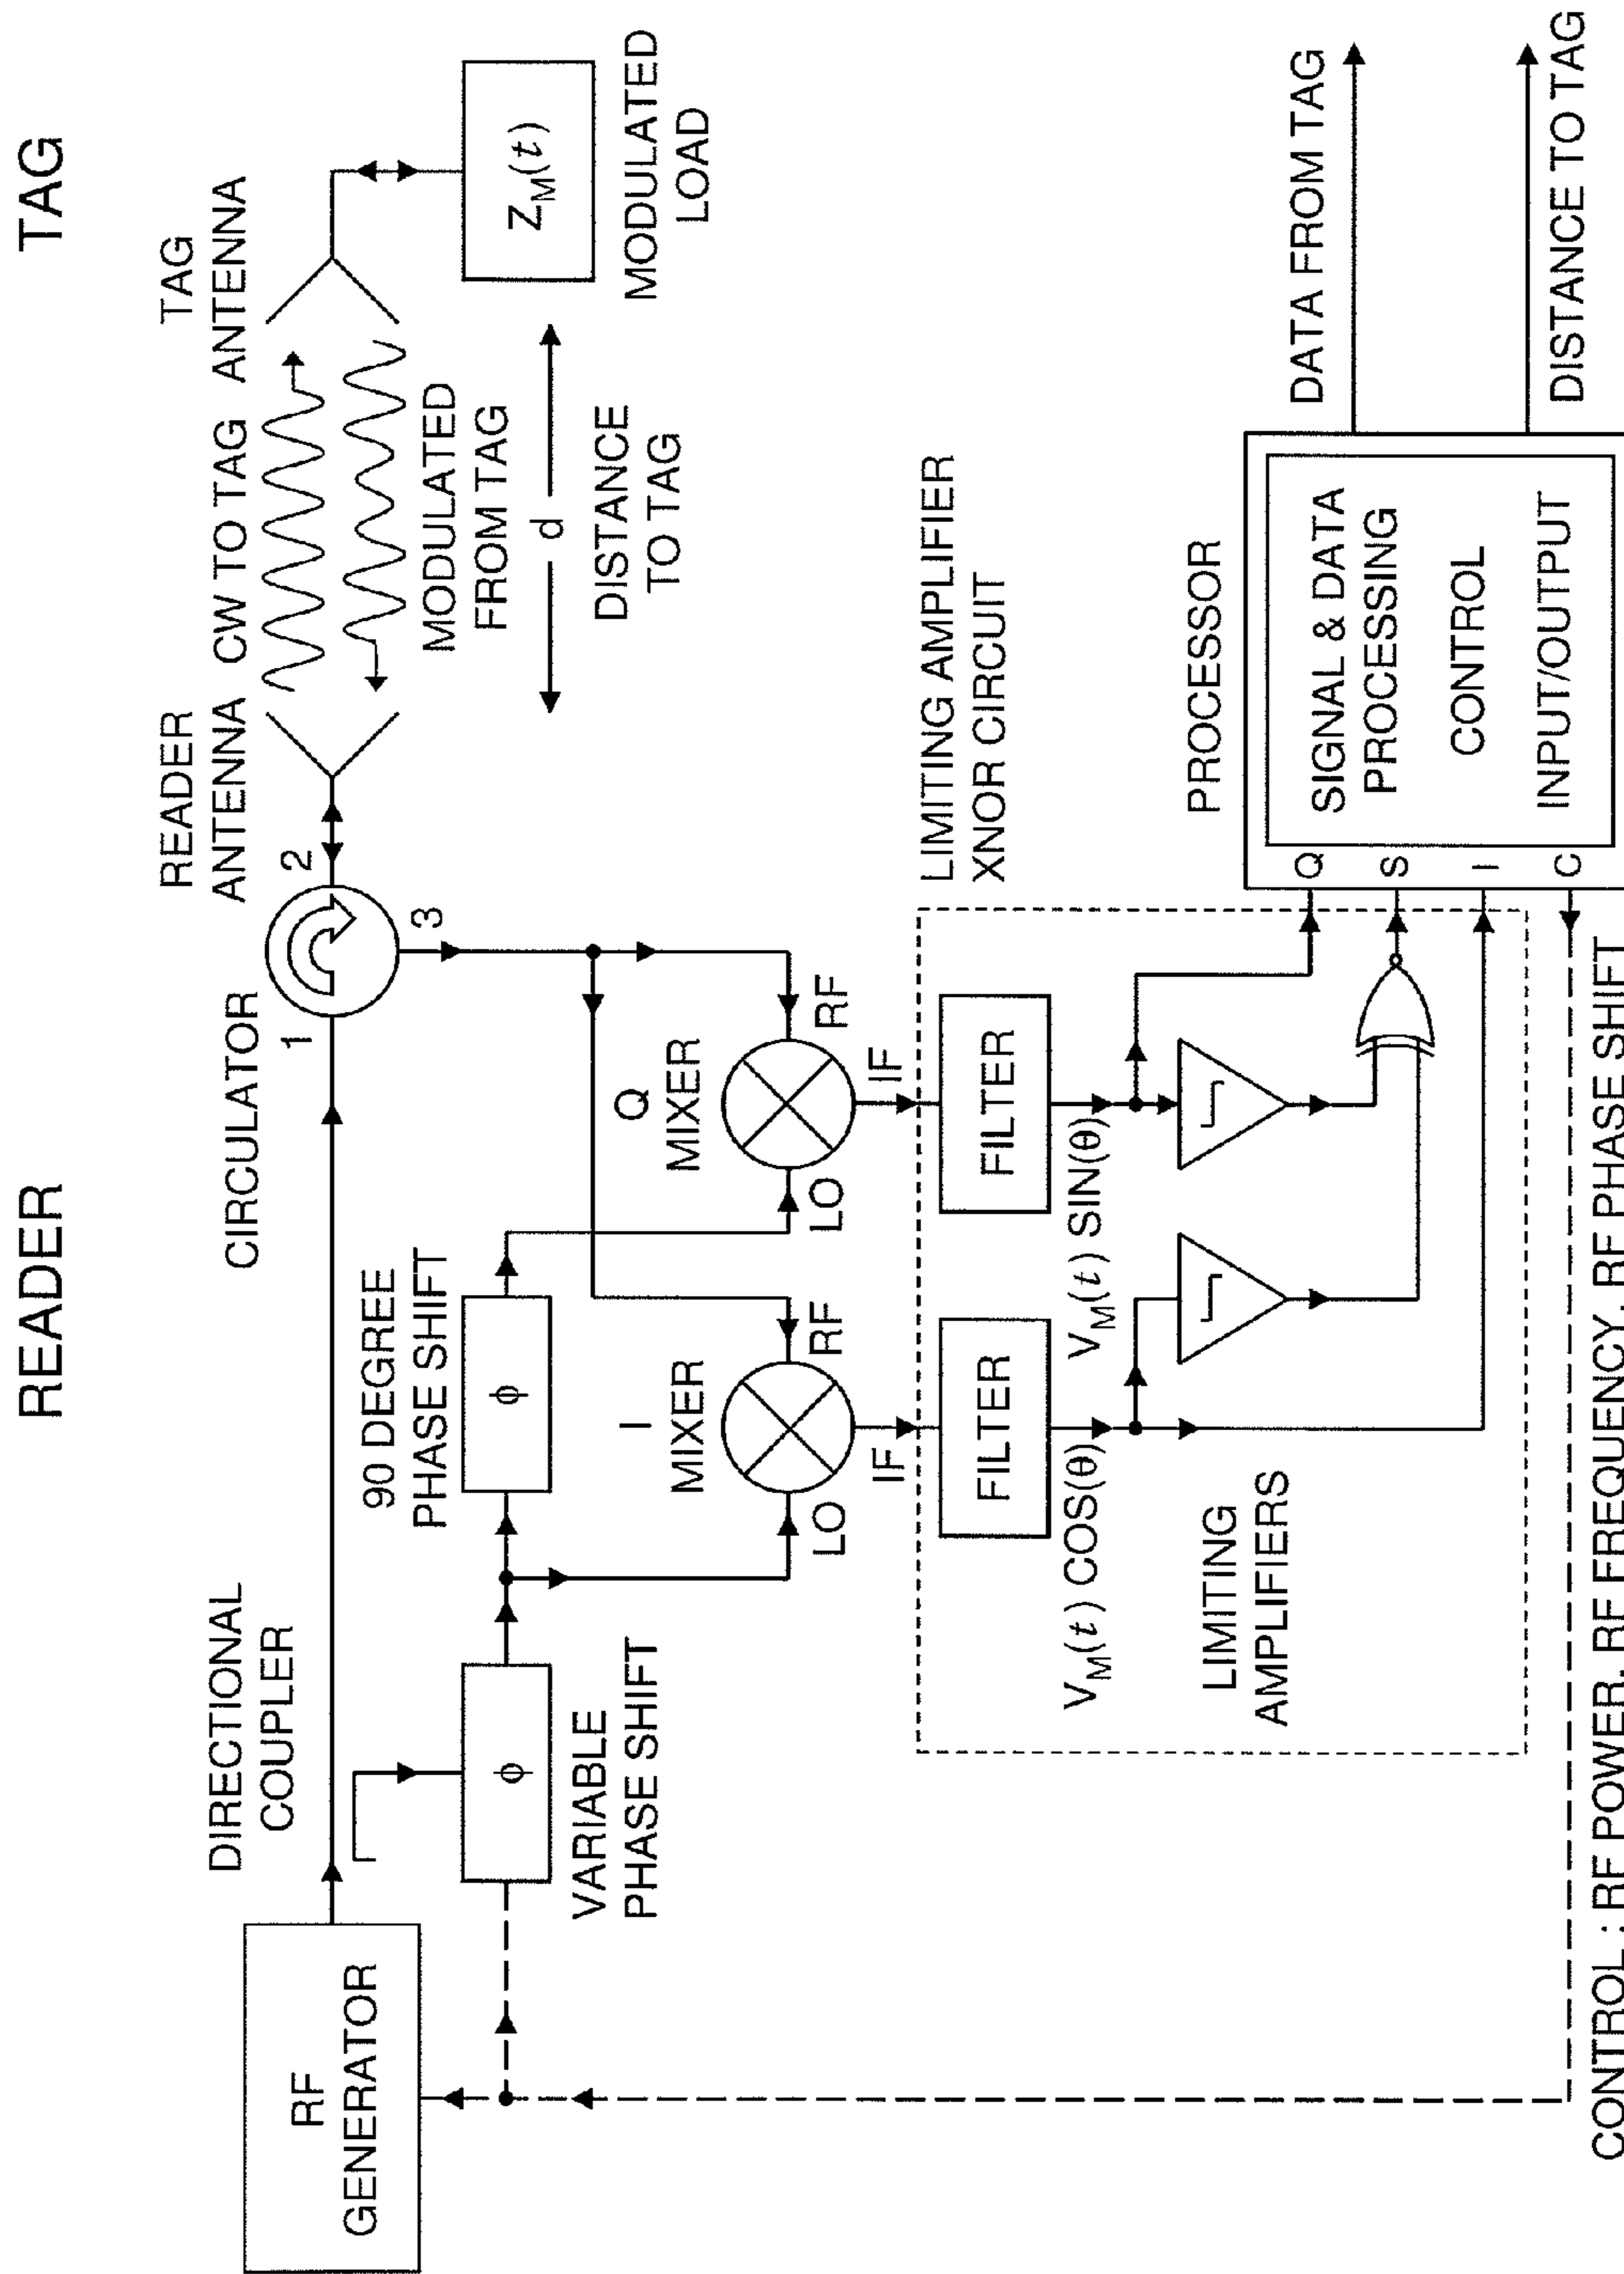 READER
TAG
DIRECTIONAL
COUPLER
CIRCULATOR
READER
ANTENNA
CW TO TAG
TAG
ANTENNA
RF
GENERATOR
1
2
3
ϕ
VARIABLE
PHASE SHIFT
90 DEGREE
PHASE SHIFT
ϕ
MODULATED
FROM TAG
d
DISTANCE
TO TAG
Z_M(t)
MODULATED
LOAD
I
MIXER
Q
MIXER
LO
RF
LO
RF
IF
IF
LIMITING AMPLIFIER
XNOR CIRCUIT
FILTER
FILTER
V_M(t) COS(θ)
V_M(t) SIN(θ)
LIMITING
AMPLIFIERS
PROCESSOR
Q
S
I
C
SIGNAL & DATA
PROCESSING
CONTROL
INPUT/OUTPUT
DATA FROM TAG
DISTANCE TO TAG
CONTROL : RF POWER, RF FREQUENCY, RF PHASE SHIFT